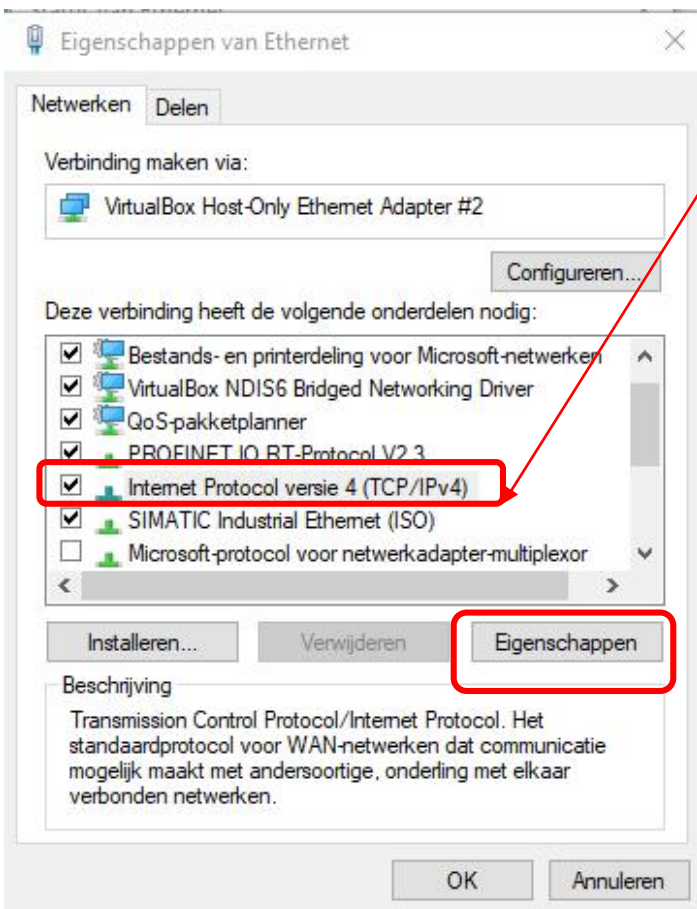 Eigenschappen van Ethernet
Netwerken Delen
Verbinding maken via:
VirtualBox Host-Only Ethernet Adapter #2
Configureren...
Deze verbinding heeft de volgende onderdelen nodig:
Bestands- en printerdeling voor Microsoft-netwerken
VirtualBox NDIS6 Bridged Networking Driver
QoS-pakketplanner
PROFINET IO RT-Protocol V2.3
Internet Protocol versie 4 (TCP/IPv4)
SIMATIC Industrial Ethernet (ISO)
Microsoft-protocol voor netwerkadapter-multiplexor
Installeren... Verwijderen Eigenschappen
Beschrijving
Transmission Control Protocol/Internet Protocol. Het
standaardprotocol voor WAN-netwerken dat communicatie
mogelijk maakt met andersoortige, onderling met elkaar
verbonden netwerken.
OK Annuleren